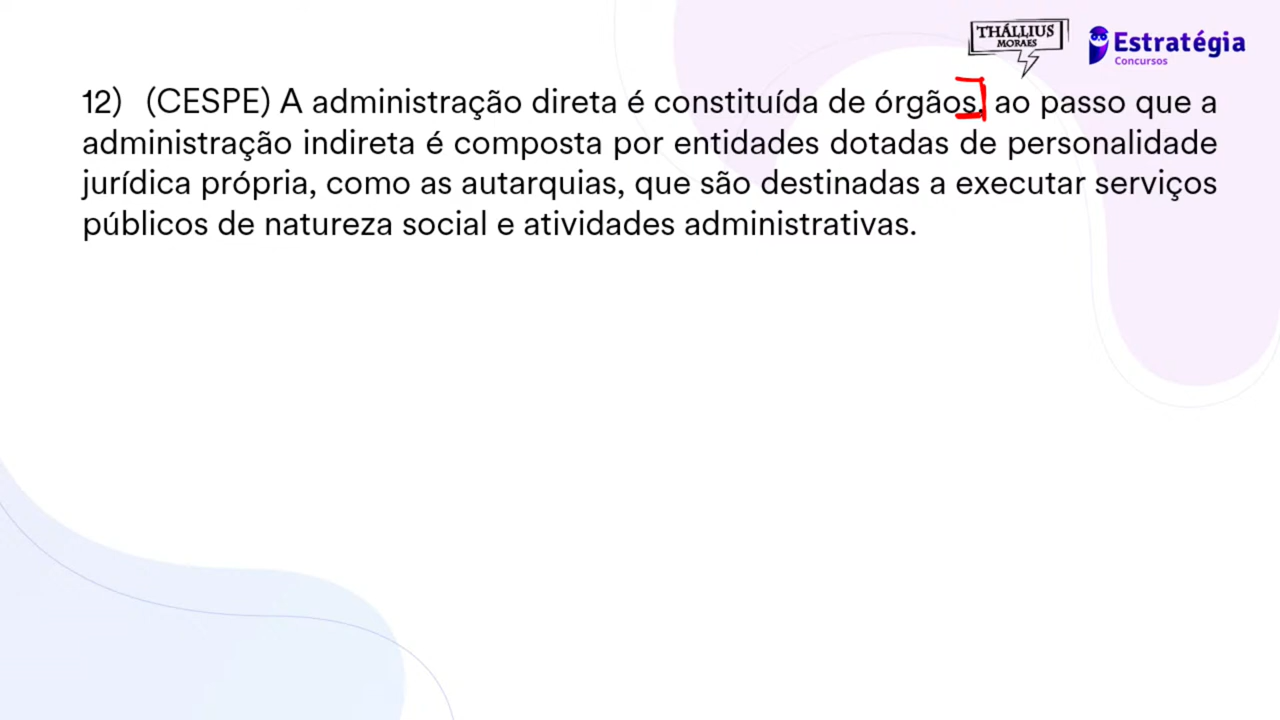 THÁLLIUS
MORAES
Estratégia
Concursos
12) (CESPE) A administração direta é constituída de órgãos, ao passo que a
administração indireta é composta por entidades dotadas de personalidade
jurídica própria, como as autarquias, que são destinadas a executar serviços
públicos de natureza social e atividades administrativas.